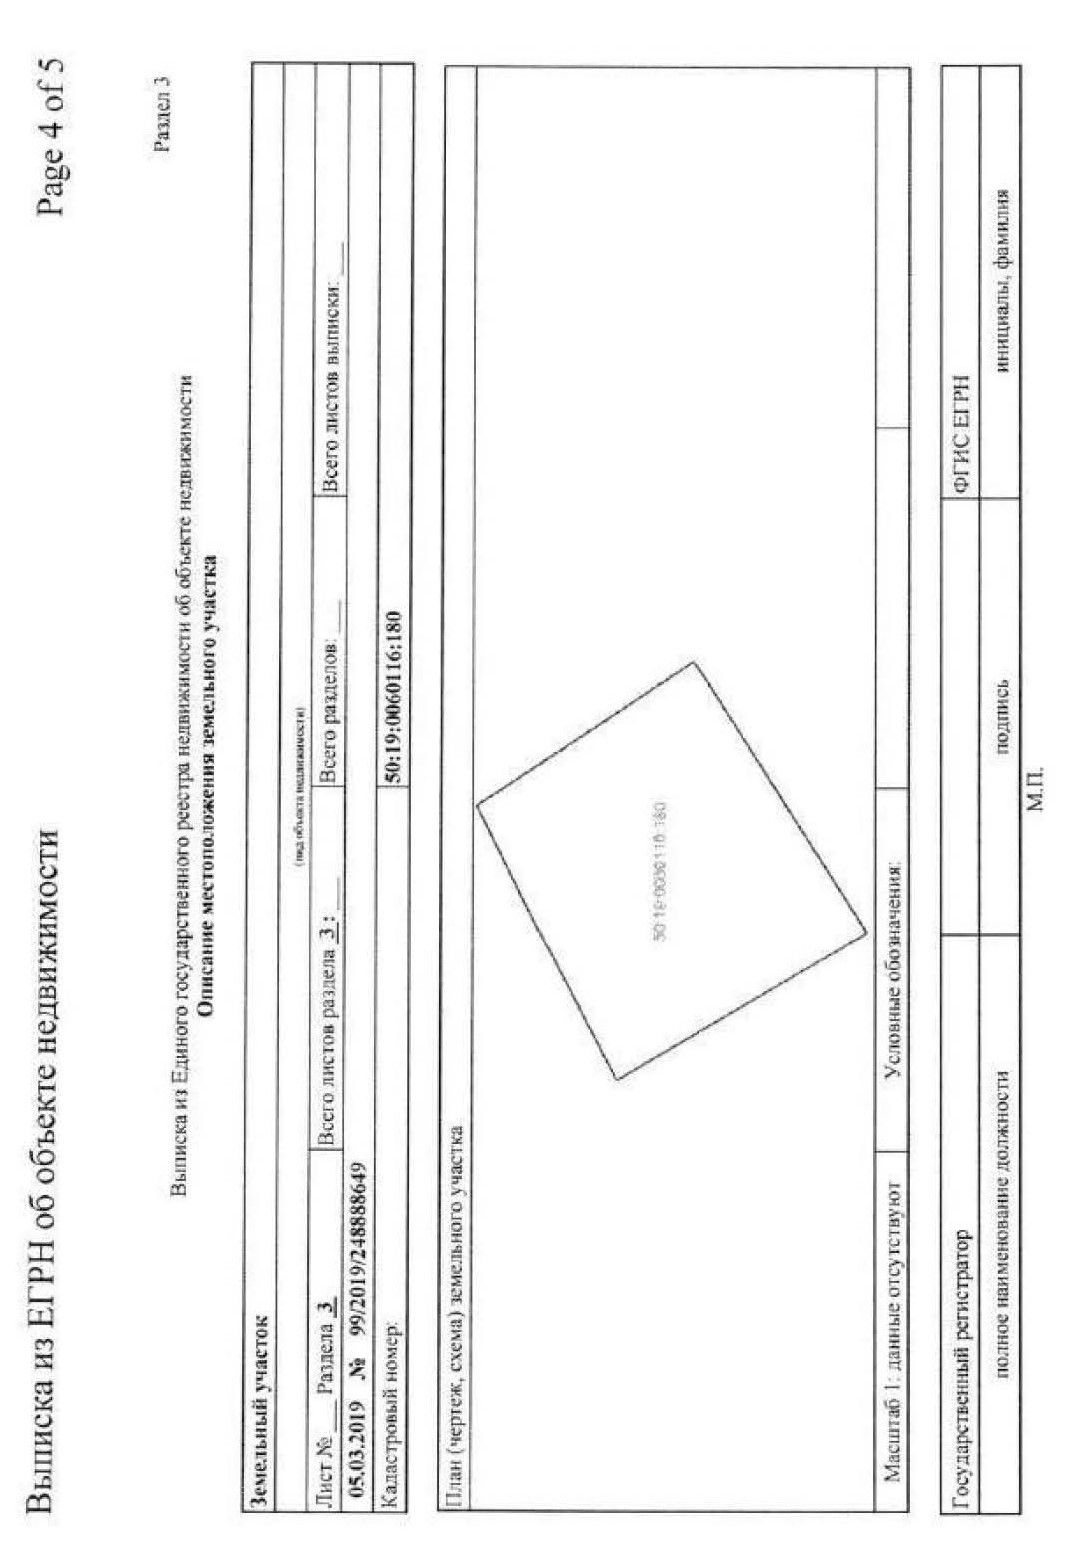 Выписка из ЕГРН об объекте недвижимости Page 4 of 5
Раздел 3
Выписка из Единого государственного реестра недвижимости об объекте недвижимости
Описание местоположения земельного участка
Земельный участок
(вид объекта недвижимости)
Лист № ___ Раздела 3 Всего листов раздела 3 : ___ Всего разделов: ___ Всего листов выписки: ___
05.03.2019 № 99/2019/248888649
Кадастровый номер: 50:19:0060116:180
План (чертеж, схема) земельного участка
50:19:0060116:180
Масштаб 1: данные отсутствуют Условные обозначения:
Государственный регистратор ФГИС ЕГРН
полное наименование должности подпись инициалы, фамилия
М.П.